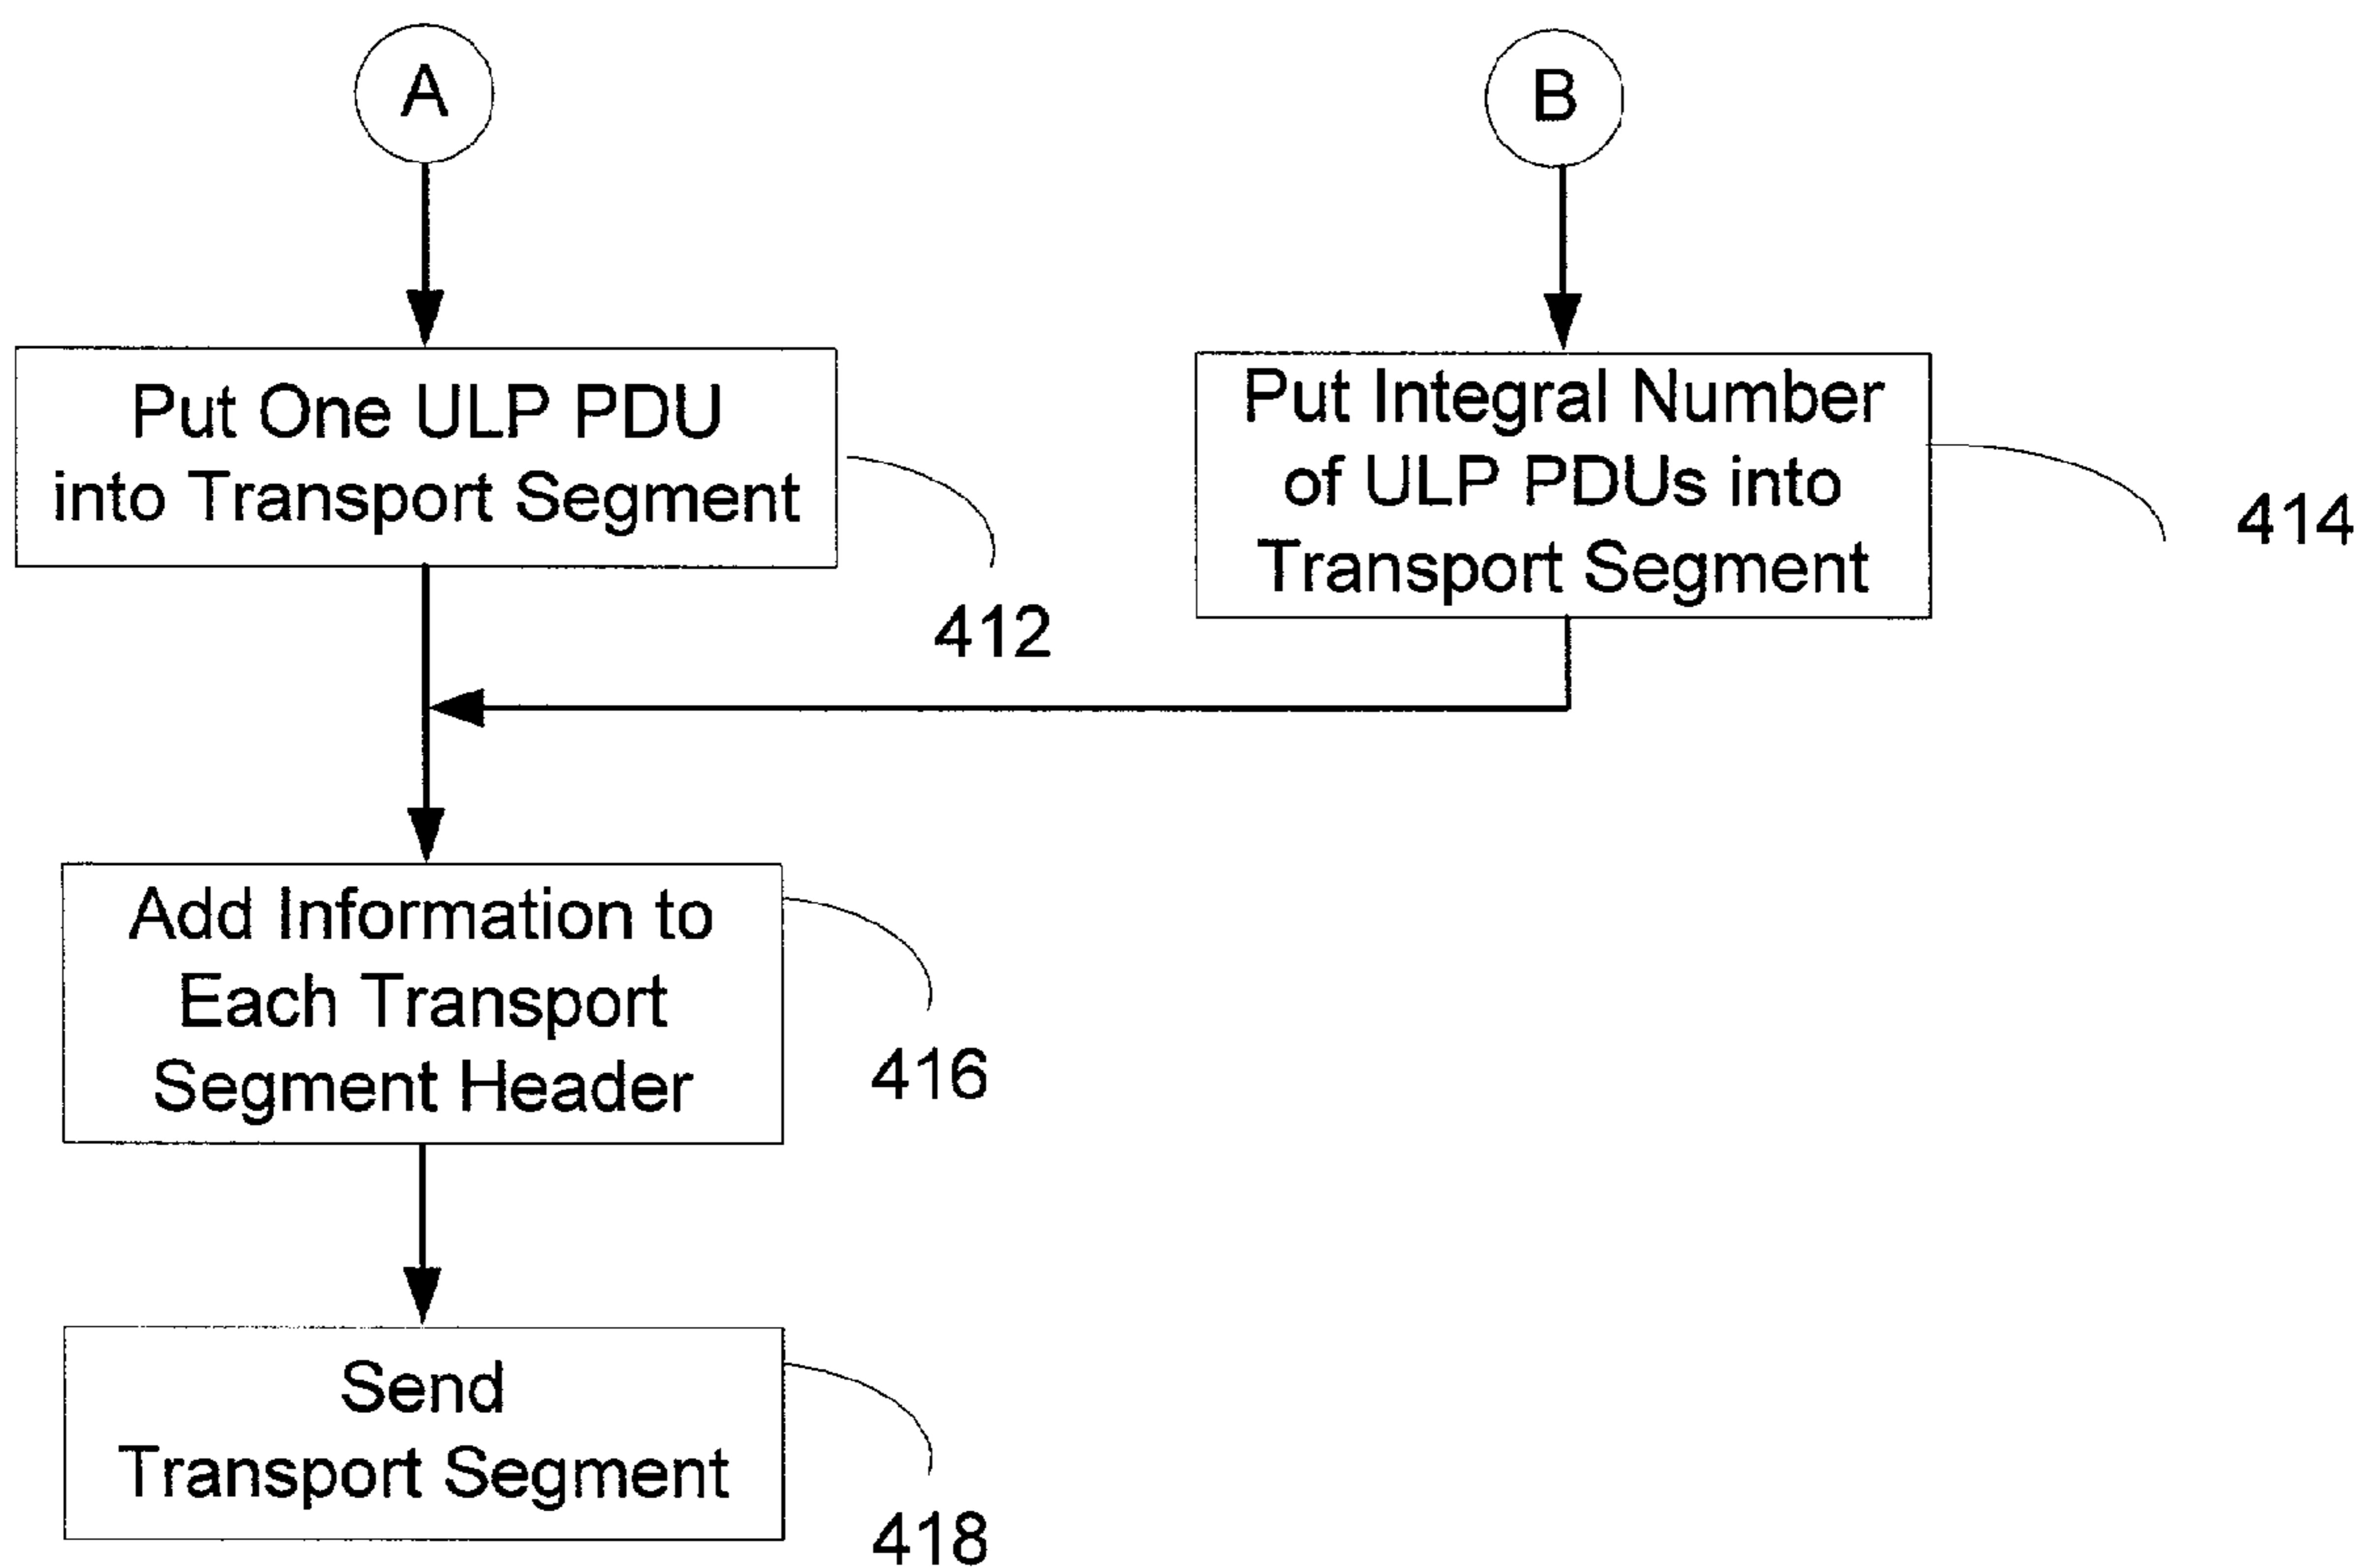 A
B
Put One ULP PDU
into Transport Segment
412
Put Integral Number
of ULP PDUs into
Transport Segment
414
Add Information to
Each Transport
Segment Header
416
Send
Transport Segment
418